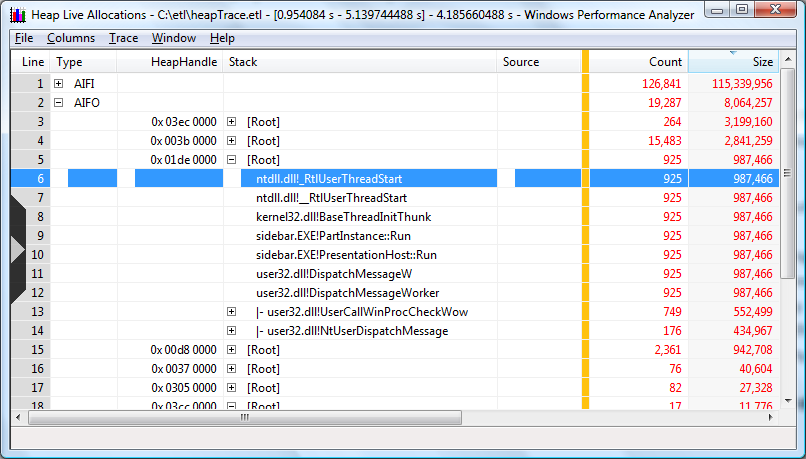 Heap Live Allocations - C:\etl\heapTrace.etl - [0.954084 s - 5.139744488 s] - 4.185660488 s - Windows Performance Analyzer
File Columns Trace Window Help
Line Type HeapHandle Stack Source Count Size
1 AIFI 126,841 115,339,956
2 AIFO 19,287 8,064,257
3 0x 03ec 0000 [Root] 264 3,199,160
4 0x 003b 0000 [Root] 15,483 2,841,259
5 0x 01de 0000 [Root] 925 987,466
6 ntdll.dll!_RtlUserThreadStart 925 987,466
7 ntdll.dll!__RtlUserThreadStart 925 987,466
8 kernel32.dll!BaseThreadInitThunk 925 987,466
9 sidebar.EXE!PartInstance::Run 925 987,466
10 sidebar.EXE!PresentationHost::Run 925 987,466
11 user32.dll!DispatchMessageW 925 987,466
12 user32.dll!DispatchMessageWorker 925 987,466
13 |- user32.dll!UserCallWinProcCheckWow 749 552,499
14 |- user32.dll!NtUserDispatchMessage 176 434,967
15 0x 00d8 0000 [Root] 2,361 942,708
16 0x 0037 0000 [Root] 76 40,604
17 0x 0305 0000 [Root] 82 27,328
18 0x 03cc 0000 [Root] 17 11,776